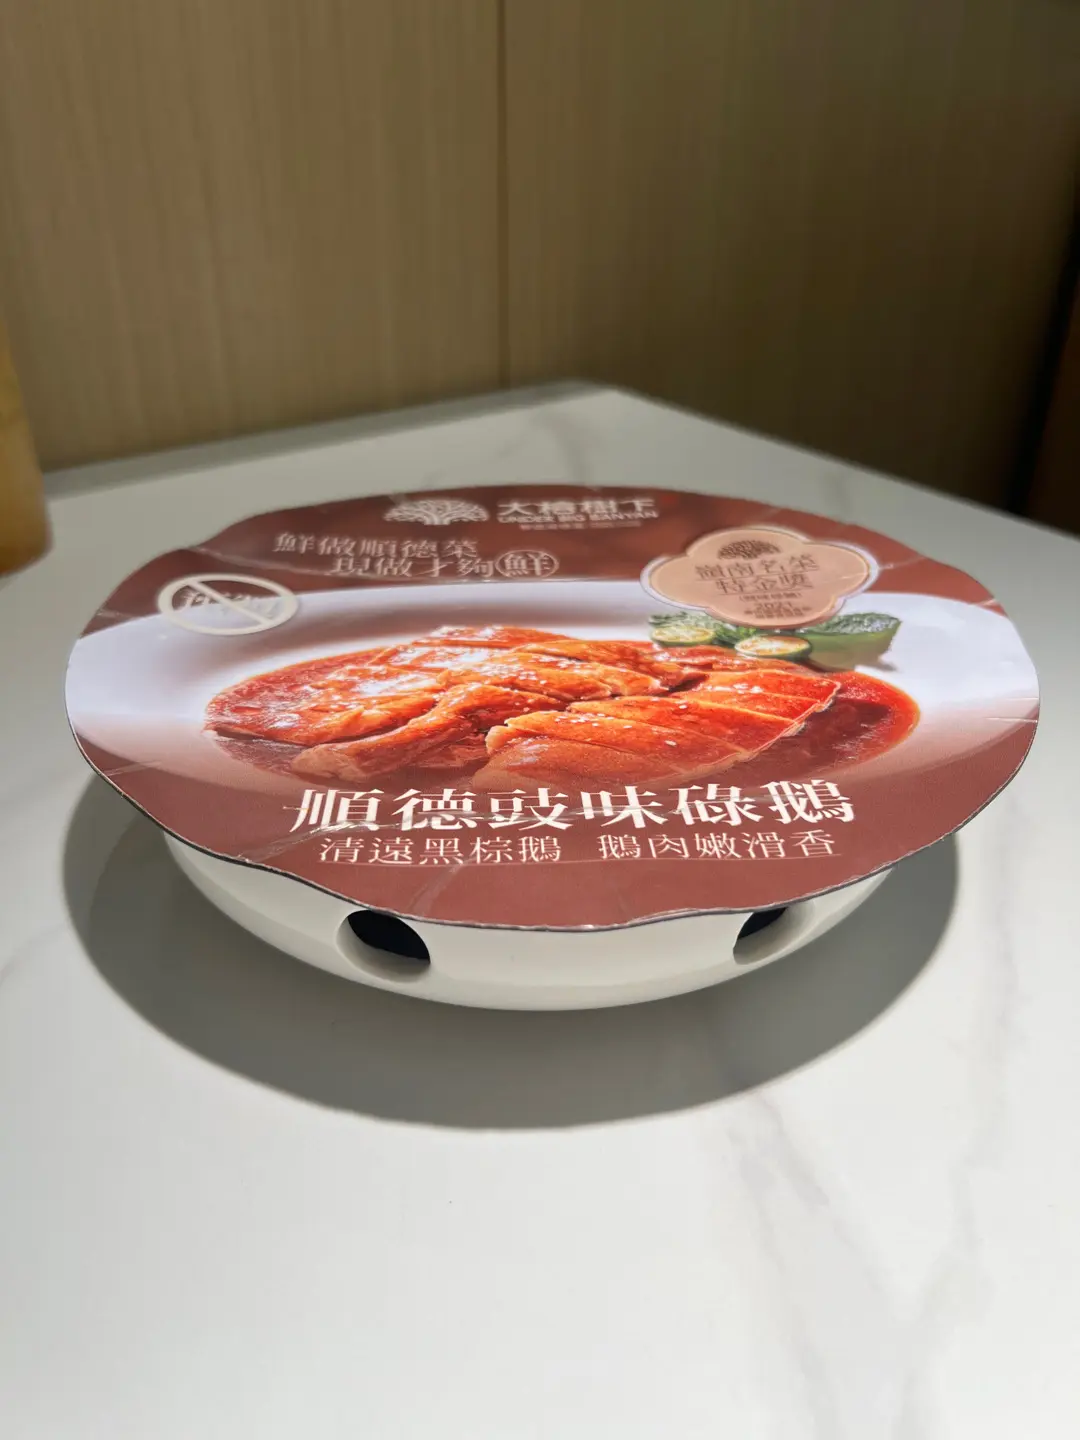 大榕樹下
UNDER BIG BANYAN
鮮做順德菜
現做才夠鮮
嶺南名菜
特金獎
順德豉味碌鵝
清遠黑棕鵝 鵝肉嫩滑香